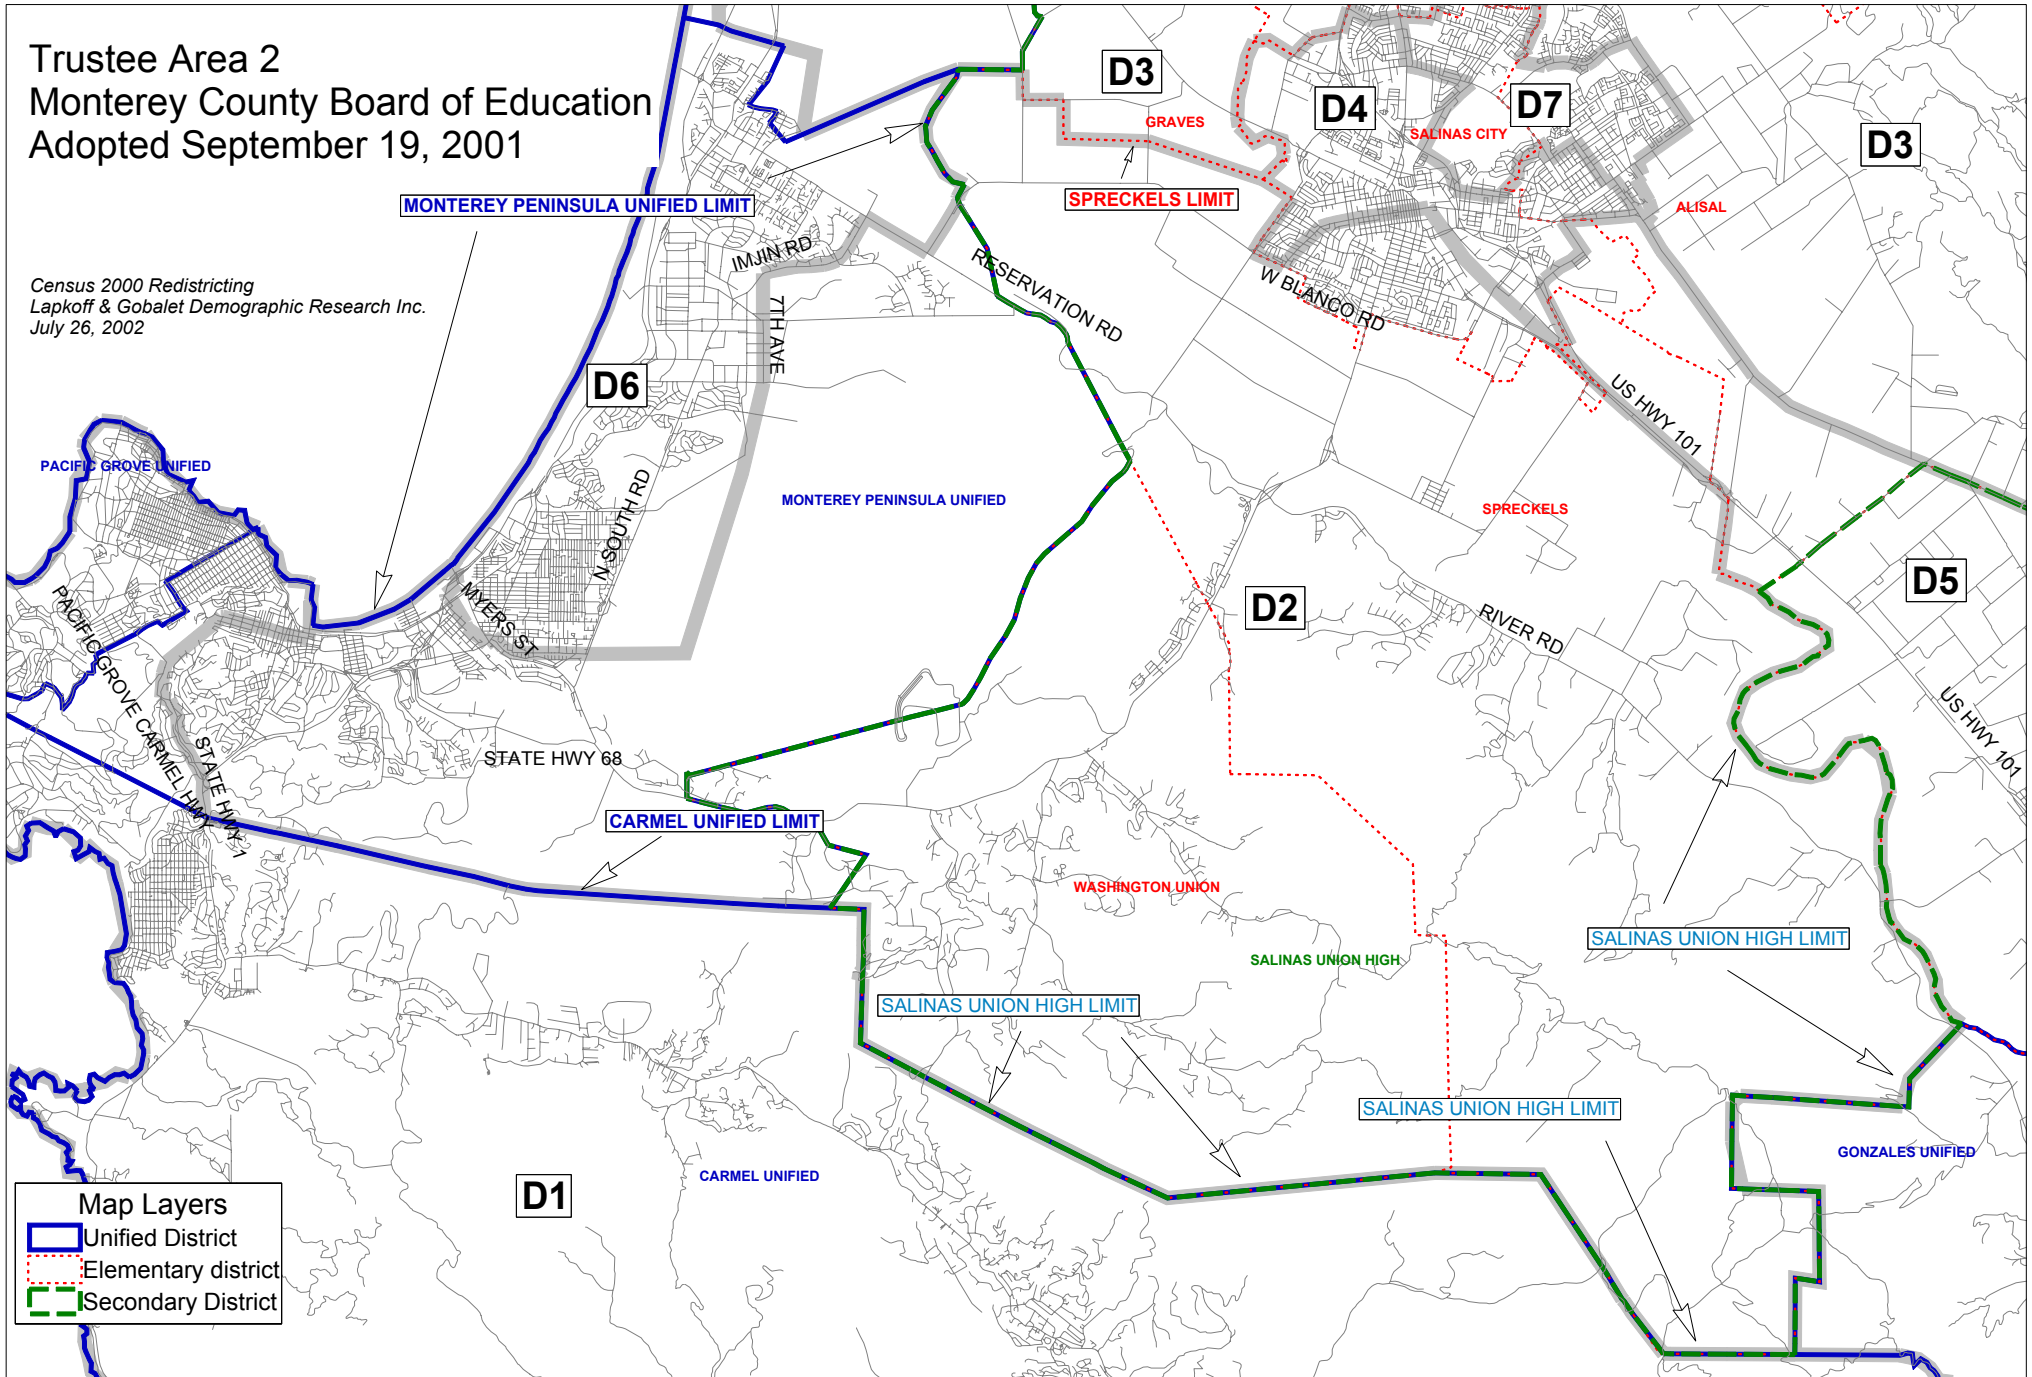 Trustee Area 2
Monterey County Board of Education
Adopted September 19, 2001
Census 2000 Redistricting
Lapkoff & Gobalet Demographic Research Inc.
July 26, 2002
MONTEREY PENINSULA UNIFIED LIMIT
D3
GRAVES
D4
SALINAS CITY
D7
D3
SPRECKELS LIMIT
ALISAL
IMJIN RD
7TH AVE
RESERVATION RD
W BLANCO RD
US HWY 101
D6
PACIFIC GROVE UNIFIED
MONTEREY PENINSULA UNIFIED
N SOUTH RD
SPRECKELS
MYERS ST
D2
D5
RIVER RD
PACIFIC GROVE CARMEL HWY
STATE HWY 1
STATE HWY 68
US HWY 101
CARMEL UNIFIED LIMIT
WASHINGTON UNION
SALINAS UNION HIGH
SALINAS UNION HIGH LIMIT
SALINAS UNION HIGH LIMIT
SALINAS UNION HIGH LIMIT
GONZALES UNIFIED
CARMEL UNIFIED
D1
Map Layers
Unified District
Elementary district
Secondary District